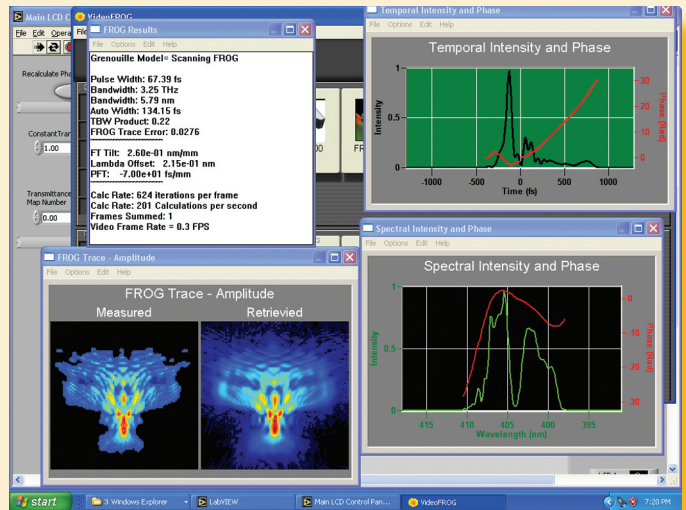 Main LCD Co
VideoFROG
File Edit Opera
Recalculate Pha
ConstantTran
1.00
Transmittance
Map Number
0.00
FROG Results
File Options Edit Help
Grenouille Model= Scanning FROG
Pulse Width: 67.39 fs
Bandwidth: 3.25 THz
Bandwidth: 5.79 nm
Auto Width: 134.15 fs
TBW Product: 0.22
FROG Trace Error: 0.0276
FT Tilt: 2.60e-01 nm/mm
Lambda Offset: 2.15e-01 nm
PFT: -7.00e+01 fs/mm
Calc Rate: 624 iterations per frame
Calc Rate: 201 Calculations per second
Frames Summed: 1
Video Frame Rate = 0.3 FPS
Temporal Intensity and Phase
File Options Edit Help
Temporal Intensity and Phase
Intensity
1
0.5
0
-1000 -500 0 500 1000
Time (fs)
30
20
10
0
Phase (Rad)
Spectral Intensity and Phase
File Options Edit Help
Spectral Intensity and Phase
Intensity
1
0.5
0
415 410 405 400 395
Wavelength (nm)
0
-10
-20
-30
Phase (Rad)
FROG Trace - Amplitude
File Options Edit Help
FROG Trace - Amplitude
Measured Retrievied
start
3 Windows Explorer
LabVIEW
Main LCD Control Pan...
VideoFROG
7:20 PM